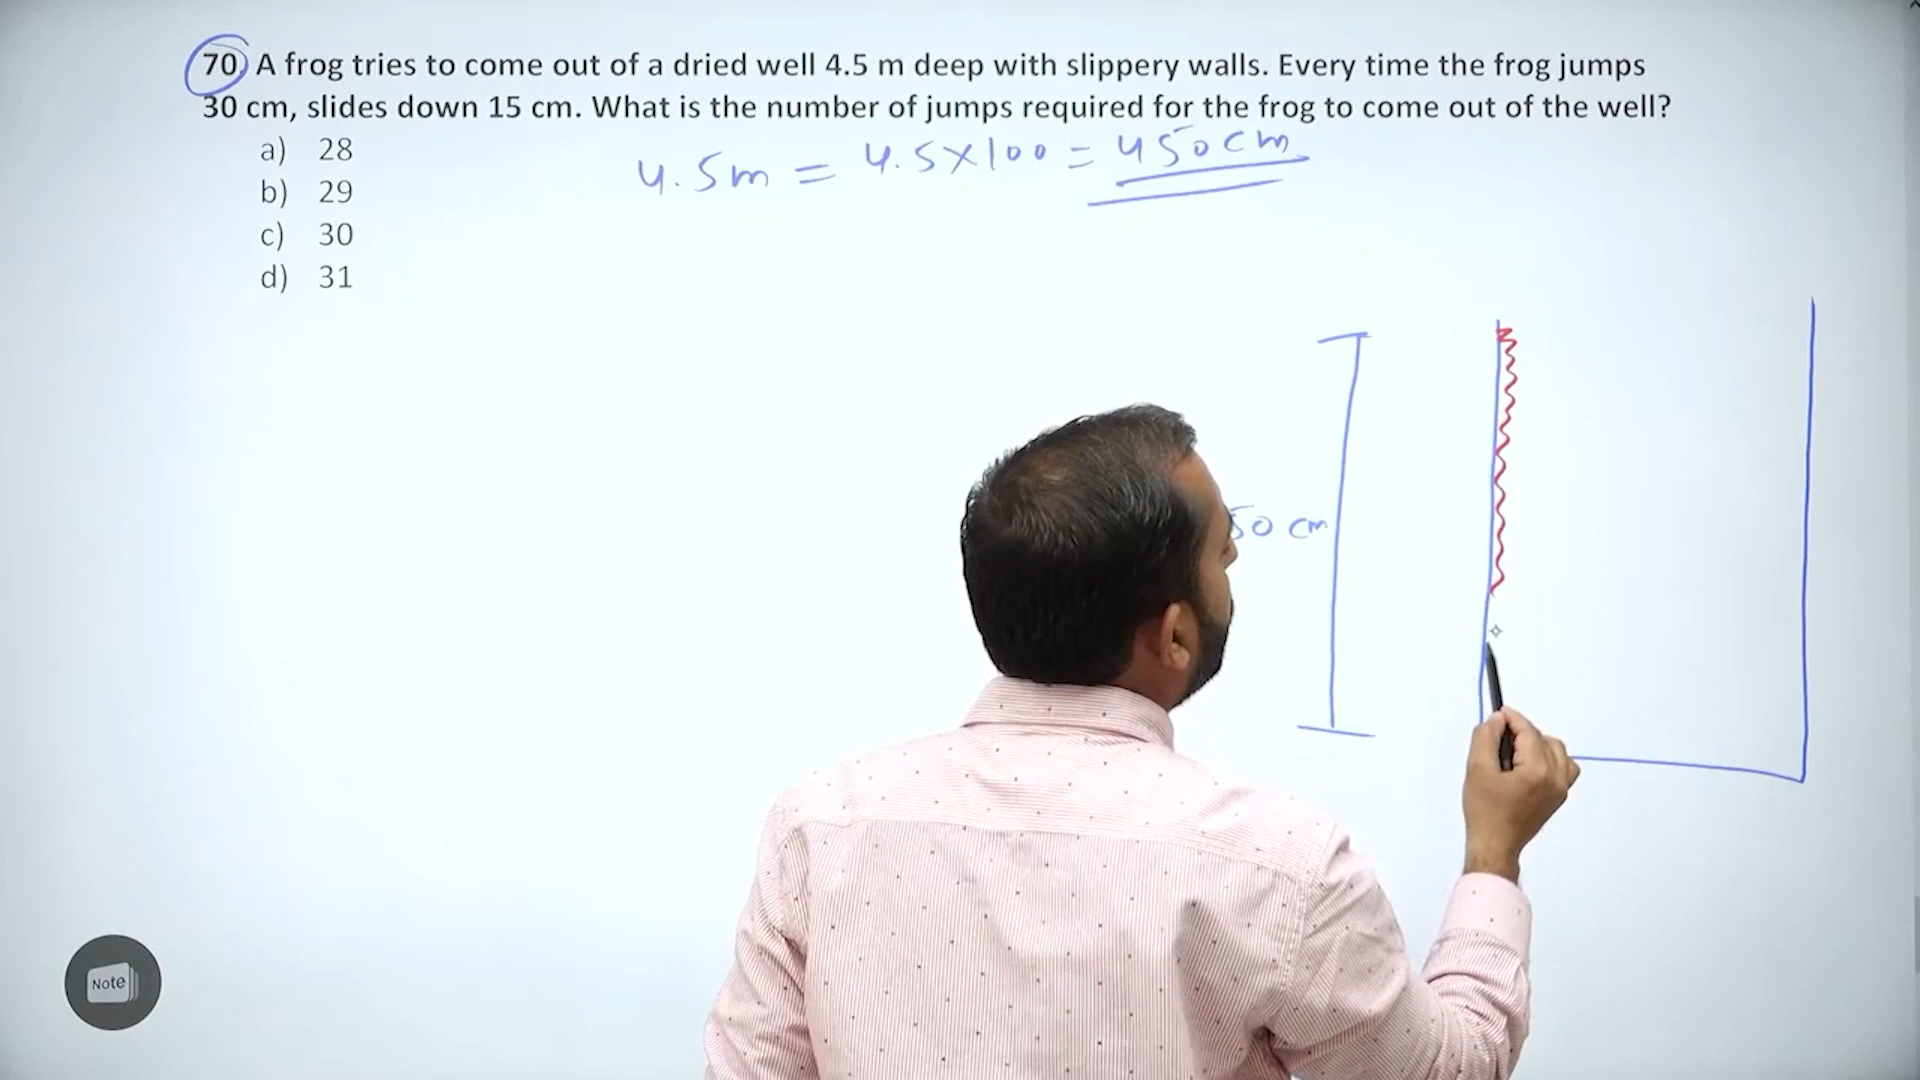 70. A frog tries to come out of a dried well 4.5 m deep with slippery walls. Every time the frog jumps
30 cm, slides down 15 cm. What is the number of jumps required for the frog to come out of the well?
a) 28
b) 29
c) 30
d) 31
4.5m = 4.5×100 = 450cm
50 cm
Note